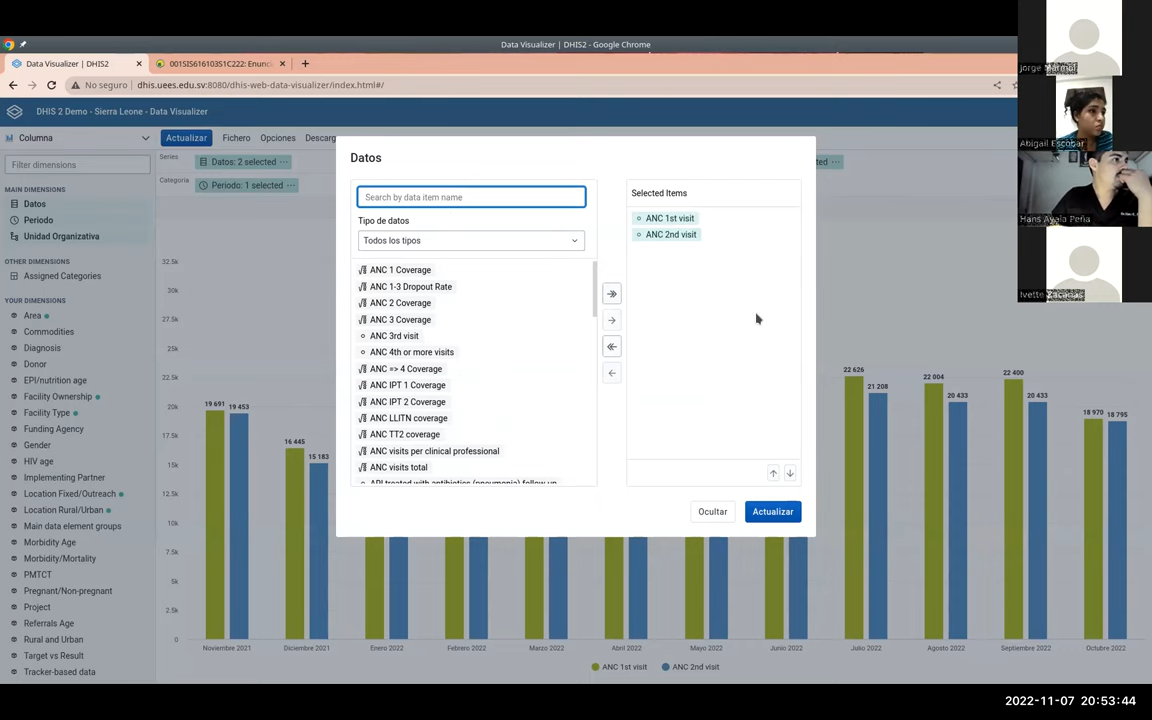 Data Visualizer | DHIS2 - Google Chrome
Data Visualizer | DHIS2
001SIS616103S1C222: Enunc
No seguro
dhis.uees.edu.sv:8080/dhis-web-data-visualizer/index.html#/
DHIS 2 Demo - Sierra Leone - Data Visualizer
Columna
Actualizar
Fichero
Opciones
Descarg
Filter dimensions
MAIN DIMENSIONS
Datos
Periodo
Unidad Organizativa
OTHER DIMENSIONS
Assigned Categories
YOUR DIMENSIONS
Area
Commodities
Diagnosis
Donor
EPI/nutrition age
Facility Ownership
Facility Type
Funding Agency
Gender
HIV age
Implementing Partner
Location Fixed/Outreach
Location Rural/Urban
Main data element groups
Morbidity Age
Morbidity/Mortality
PMTCT
Pregnant/Non-pregnant
Project
Referrals Age
Rural and Urban
Target vs Result
Tracker-based data
Series
Datos: 2 selected
ted
Categoría
Periodo: 1 selected
Datos
Search by data item name
Tipo de datos
Todos los tipos
ANC 1 Coverage
ANC 1-3 Dropout Rate
ANC 2 Coverage
ANC 3 Coverage
ANC 3rd visit
ANC 4th or more visits
ANC => 4 Coverage
ANC IPT 1 Coverage
ANC IPT 2 Coverage
ANC LLITN coverage
ANC TT2 coverage
ANC visits per clinical professional
ANC visits total
ARI treated with antibiotics (pneumonia) follow-up
Selected Items
ANC 1st visit
ANC 2nd visit
Ocultar
Actualizar
32.5k
30k
27.5k
25k
22.5k
20k
17.5k
15k
12.5k
10k
7.5k
5k
2.5k
0
19 691
19 453
16 445
15 183
22 626
21 208
22 004
20 433
22 400
20 433
18 970
18 795
Noviembre 2021
Diciembre 2021
Enero 2022
Febrero 2022
Marzo 2022
Abril 2022
Mayo 2022
Junio 2022
Julio 2022
Agosto 2022
Septiembre 2022
Octubre 2022
ANC 1st visit
ANC 2nd visit
Jorge
Abigail Escobar
Hans Ayala Peña
Ivette Zacarias
2022-11-07 20:53:44